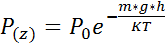 P(z) = P₀e^(-(m*g*h)/(KT))